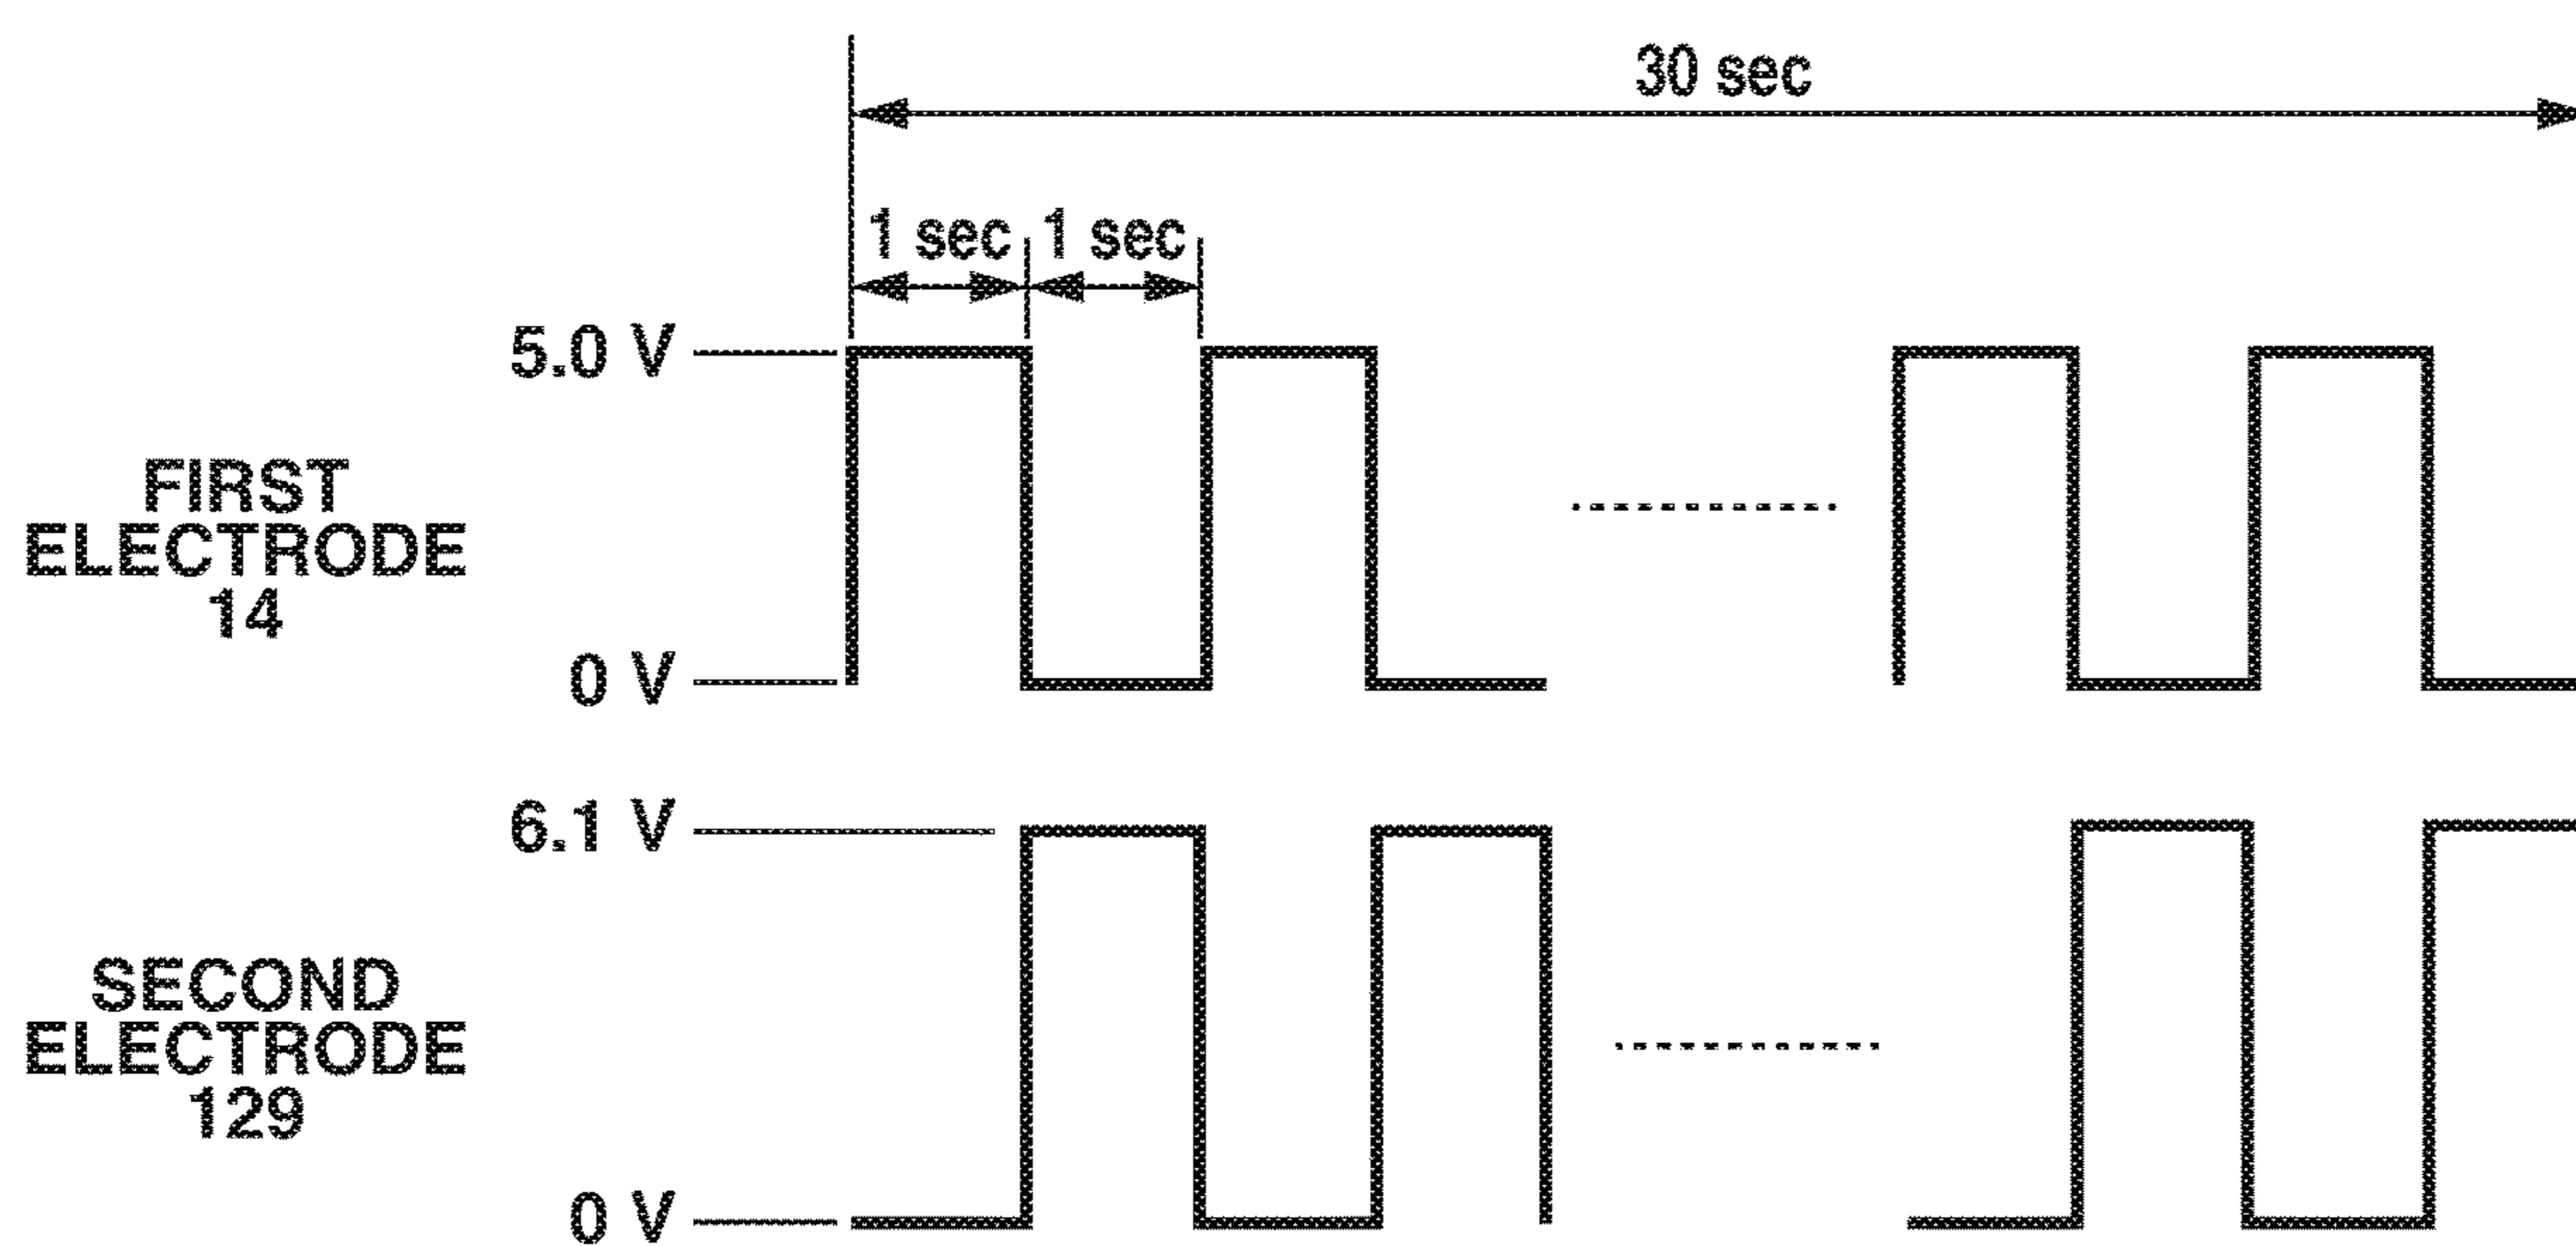 30 sec
1 sec 1 sec
5.0 V
FIRST
ELECTRODE
14
0 V
6.1 V
SECOND
ELECTRODE
129
0 V